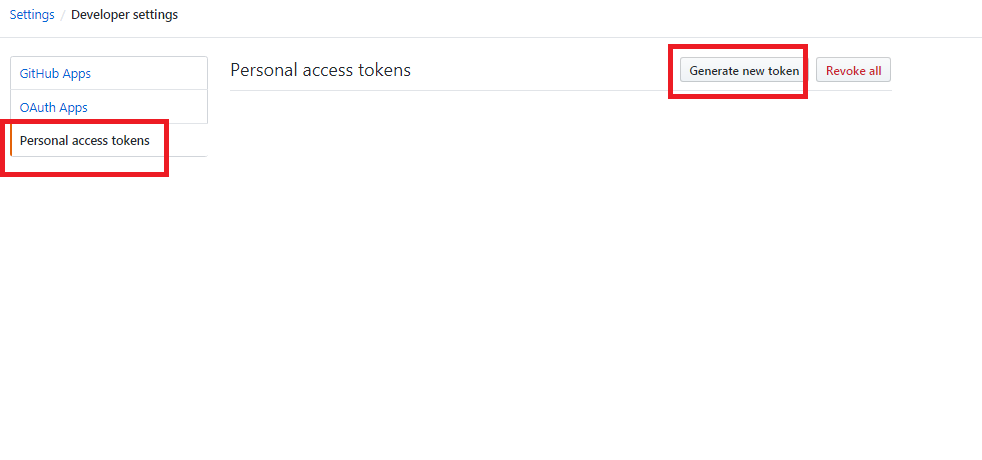 Settings / Developer settings
GitHub Apps
OAuth Apps
Personal access tokens
Personal access tokens
Generate new token
Revoke all